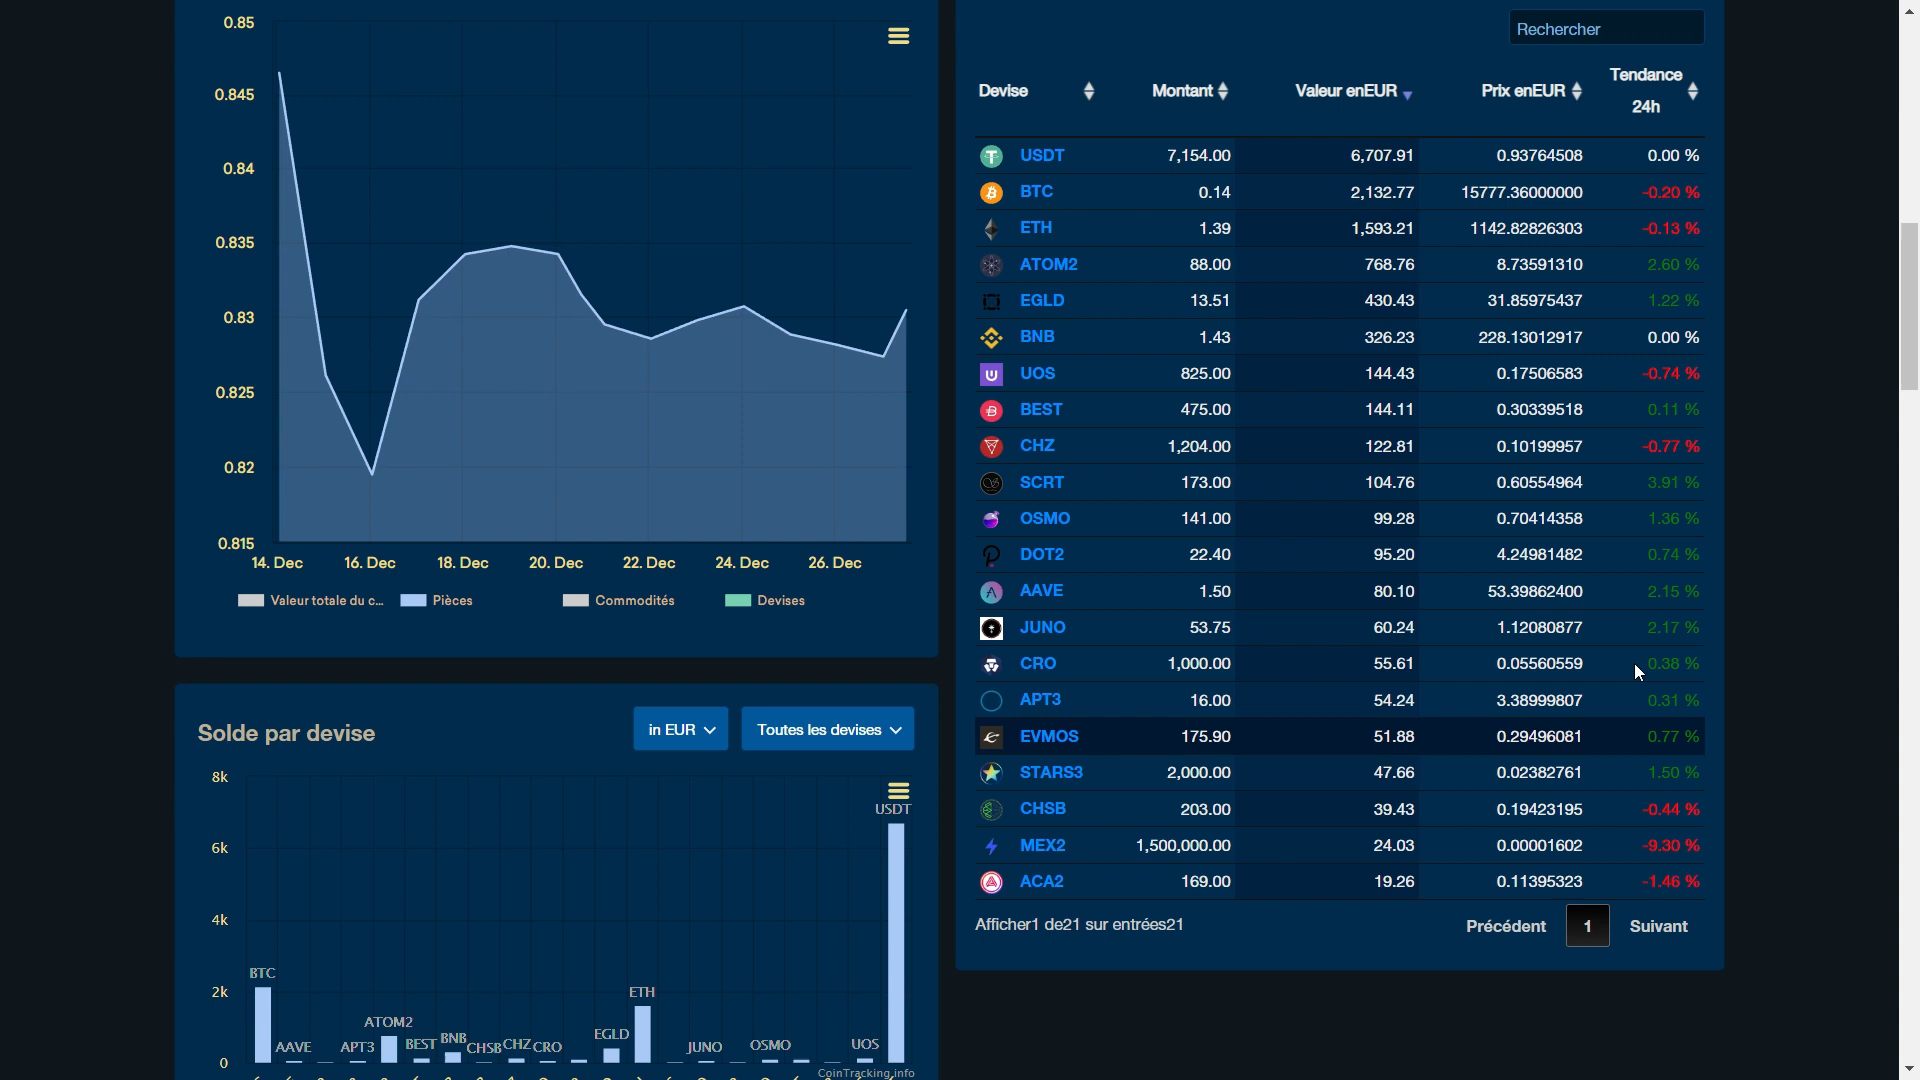 0.85
0.845
0.84
0.835
0.83
0.825
0.82
0.815
14. Dec 16. Dec 18. Dec 20. Dec 22. Dec 24. Dec 26. Dec
Valeur totale du c... Pièces Commodités Devises
Solde par devise
in EUR
Toutes les devises
8k
6k
4k
2k
0
USDT
BTC
ETH
ATOM2
EGLD
AAVE APT3 BEST BNB CHSB CHZ CRO JUNO OSMO UOS
CoinTracking.info
Rechercher
Devise Montant Valeur enEUR Prix enEUR Tendance
24h
USDT 7,154.00 6,707.91 0.93764508 0.00 %
BTC 0.14 2,132.77 15777.36000000 -0.20 %
ETH 1.39 1,593.21 1142.82826303 -0.13 %
ATOM2 88.00 768.76 8.73591310 2.60 %
EGLD 13.51 430.43 31.85975437 1.22 %
BNB 1.43 326.23 228.13012917 0.00 %
UOS 825.00 144.43 0.17506583 -0.74 %
BEST 475.00 144.11 0.30339518 0.11 %
CHZ 1,204.00 122.81 0.10199957 -0.77 %
SCRT 173.00 104.76 0.60554964 3.91 %
OSMO 141.00 99.28 0.70414358 1.36 %
DOT2 22.40 95.20 4.24981482 0.74 %
AAVE 1.50 80.10 53.39862400 2.15 %
JUNO 53.75 60.24 1.12080877 2.17 %
CRO 1,000.00 55.61 0.05560559 0.38 %
APT3 16.00 54.24 3.38999807 0.31 %
EVMOS 175.90 51.88 0.29496081 0.77 %
STARS3 2,000.00 47.66 0.02382761 1.50 %
CHSB 203.00 39.43 0.19423195 -0.44 %
MEX2 1,500,000.00 24.03 0.00001602 -9.30 %
ACA2 169.00 19.26 0.11395323 -1.46 %
Afficher1 de21 sur entrées21
Précédent 1 Suivant